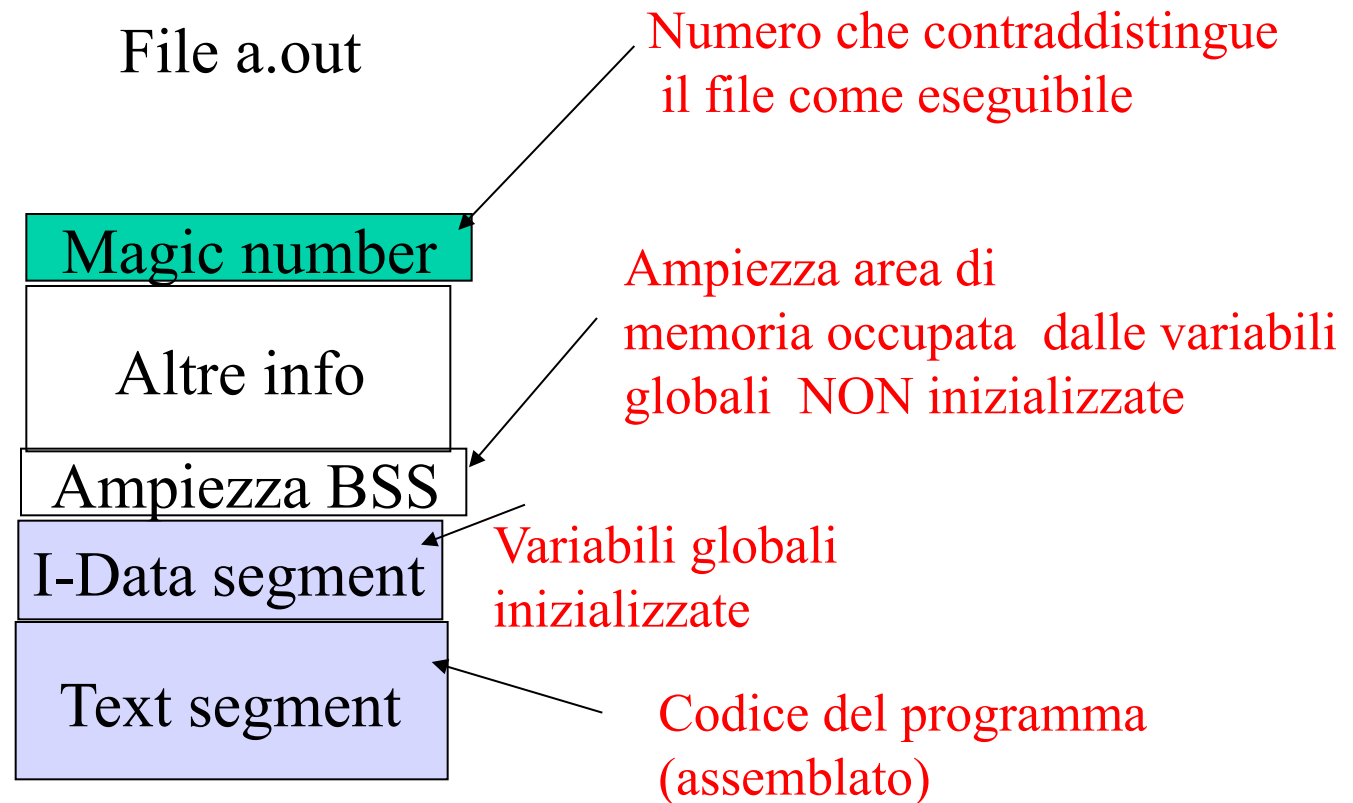 File a.out
Numero che contraddistingue
il file come eseguibile
Magic number
Altre info
Ampiezza area di
memoria occupata dalle variabili
globali NON inizializzate
Ampiezza BSS
I-Data segment
Variabili globali
inizializzate
Text segment
Codice del programma
(assemblato)